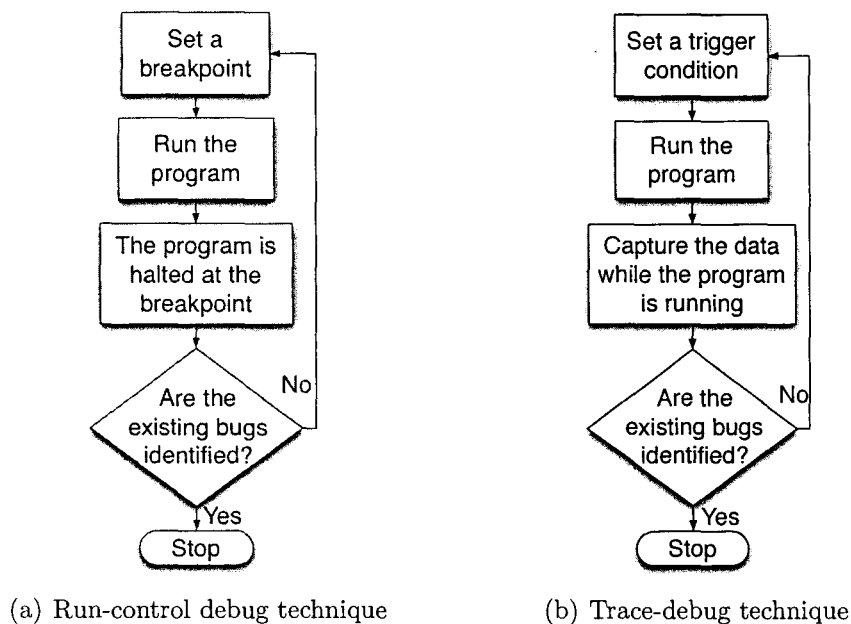 Set a
breakpoint
Run the
program
The program is
halted at the
breakpoint
Are the
existing bugs
identified?
No
Yes
Stop
(a) Run-control debug technique
Set a trigger
condition
Run the
program
Capture the data
while the program
is running
Are the
existing bugs
identified?
No
Yes
Stop
(b) Trace-debug technique